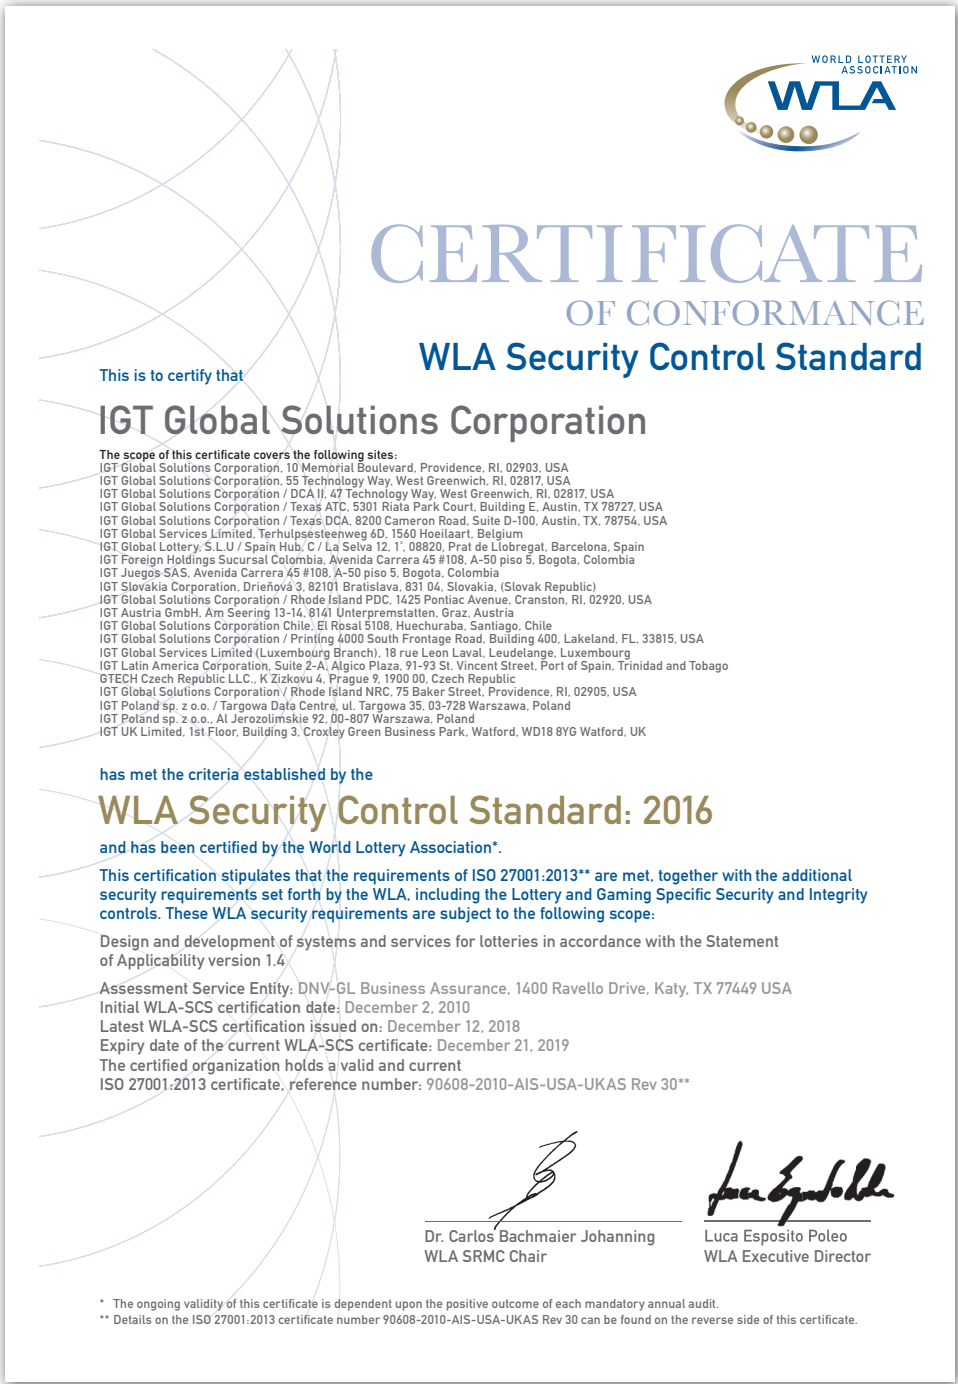 WORLD LOTTERY
ASSOCIATION
WLA
CERTIFICATE
OF CONFORMANCE
WLA Security Control Standard
This is to certify that
IGT Global Solutions Corporation
The scope of this certificate covers the following sites:
IGT Global Solutions Corporation, 10 Memorial Boulevard, Providence, RI, 02903, USA
IGT Global Solutions Corporation, 55 Technology Way, West Greenwich, RI, 02817, USA
IGT Global Solutions Corporation / DCA II, 47 Technology Way, West Greenwich, RI, 02817, USA
IGT Global Solutions Corporation / Texas ATC, 5301 Riata Park Court, Building E, Austin, TX 78727, USA
IGT Global Solutions Corporation / Texas DCA, 8200 Cameron Road, Suite D-100, Austin, TX, 78754, USA
IGT Global Services Limited, Terhulpsesteenweg 6D, 1560 Hoeilaart, Belgium
IGT Global Lottery, S.L.U / Spain Hub, C / La Selva 12, 1°, 08820, Prat de Llobregat, Barcelona, Spain
IGT Foreign Holdings Sucursal Colombia, Avenida Carrera 45 #108, A-50 piso 5, Bogota, Colombia
IGT Juegos SAS, Avenida Carrera 45 #108, A-50 piso 5, Bogota, Colombia
IGT Slovakia Corporation, Drieňová 3, 82101 Bratislava, 831 04, Slovakia, (Slovak Republic)
IGT Global Solutions Corporation / Rhode Island PDC, 1425 Pontiac Avenue, Cranston, RI, 02920, USA
IGT Austria GmbH, Am Seering 13-14, 8141 Unterpremstatten, Graz, Austria
IGT Global Solutions Corporation Chile, El Rosal 5108, Huechuraba, Santiago, Chile
IGT Global Solutions Corporation / Printing 4000 South Frontage Road, Building 400, Lakeland, FL, 33815, USA
IGT Global Services Limited (Luxembourg Branch), 18 rue Leon Laval, Leudelange, Luxembourg
IGT Latin America Corporation, Suite 2-A, Algico Plaza, 91-93 St. Vincent Street, Port of Spain, Trinidad and Tobago
GTECH Czech Republic LLC., K Zizkovu 4, Prague 9, 1900 00, Czech Republic
IGT Global Solutions Corporation / Rhode Island NRC, 75 Baker Street, Providence, RI, 02905, USA
IGT Poland sp. z o.o. / Targowa Data Centre, ul. Targowa 35, 03-728 Warszawa, Poland
IGT Poland sp. z o.o., Al Jerozolimskie 92, 00-807 Warszawa, Poland
IGT UK Limited, 1st Floor, Building 3, Croxley Green Business Park, Watford, WD18 8YG Watford, UK
has met the criteria established by the
WLA Security Control Standard: 2016
and has been certified by the World Lottery Association*.
This certification stipulates that the requirements of ISO 27001:2013** are met, together with the additional
security requirements set forth by the WLA, including the Lottery and Gaming Specific Security and Integrity
controls. These WLA security requirements are subject to the following scope:
Design and development of systems and services for lotteries in accordance with the Statement
of Applicability version 1.4
Assessment Service Entity: DNV-GL Business Assurance, 1400 Ravello Drive, Katy, TX 77449 USA
Initial WLA-SCS certification date: December 2, 2010
Latest WLA-SCS certification issued on: December 12, 2018
Expiry date of the current WLA-SCS certificate: December 21, 2019
The certified organization holds a valid and current
ISO 27001:2013 certificate, reference number: 90608-2010-AIS-USA-UKAS Rev 30**
Dr. Carlos Bachmaier Johanning
WLA SRMC Chair
Luca Esposito Poleo
WLA Executive Director
* The ongoing validity of this certificate is dependent upon the positive outcome of each mandatory annual audit.
** Details on the ISO 27001:2013 certificate number 90608-2010-AIS-USA-UKAS Rev 30 can be found on the reverse side of this certificate.